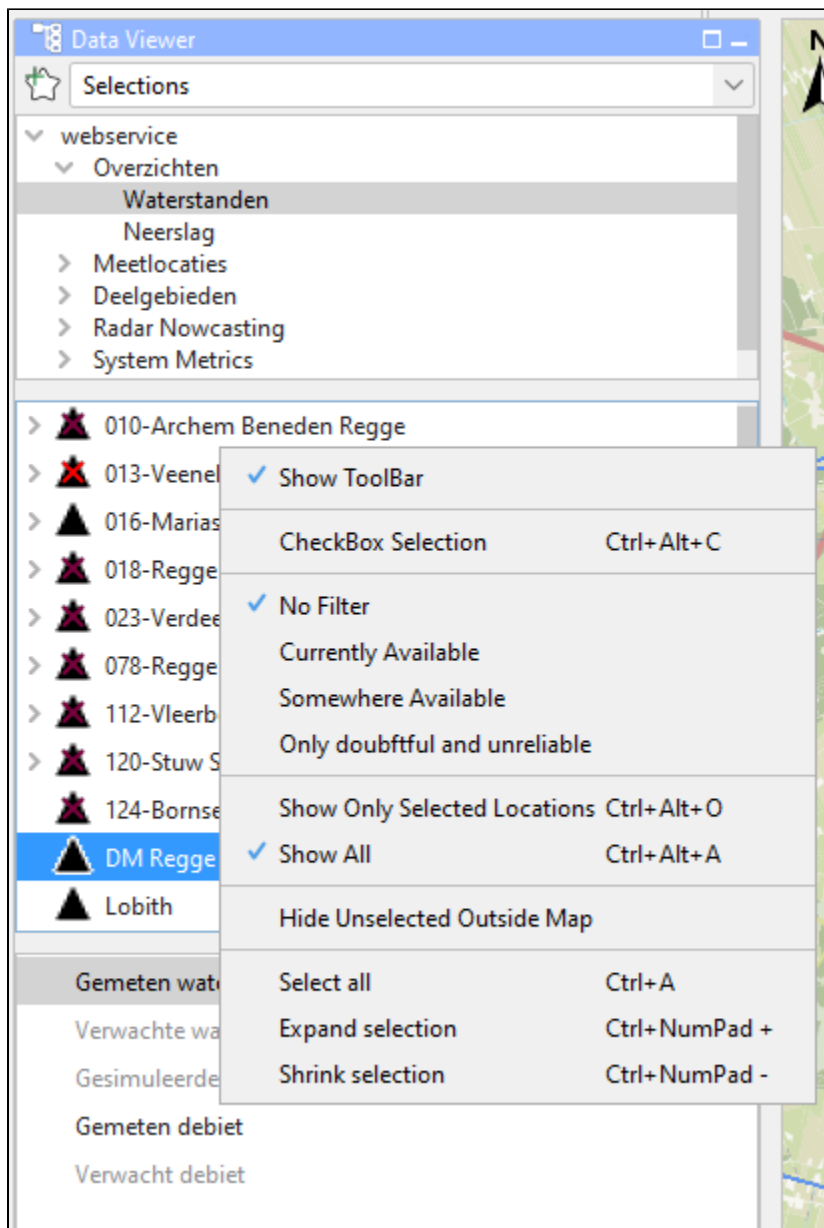 Data Viewer
N
Selections
webservice
Overzichten
Waterstanden
Neerslag
Meetlocaties
Deelgebieden
Radar Nowcasting
System Metrics
010-Archem Beneden Regge
013-Veenel
016-Marias
018-Regge
023-Verdee
078-Regge
112-Vleerb
120-Stuw S
124-Bornse
DM Regge
Lobith
Show ToolBar
CheckBox Selection Ctrl+Alt+C
No Filter
Currently Available
Somewhere Available
Only doubftful and unreliable
Show Only Selected Locations Ctrl+Alt+O
Show All Ctrl+Alt+A
Hide Unselected Outside Map
Select all Ctrl+A
Expand selection Ctrl+NumPad +
Shrink selection Ctrl+NumPad -
Gemeten wat
Verwachte wa
Gesimuleerde
Gemeten debiet
Verwacht debiet